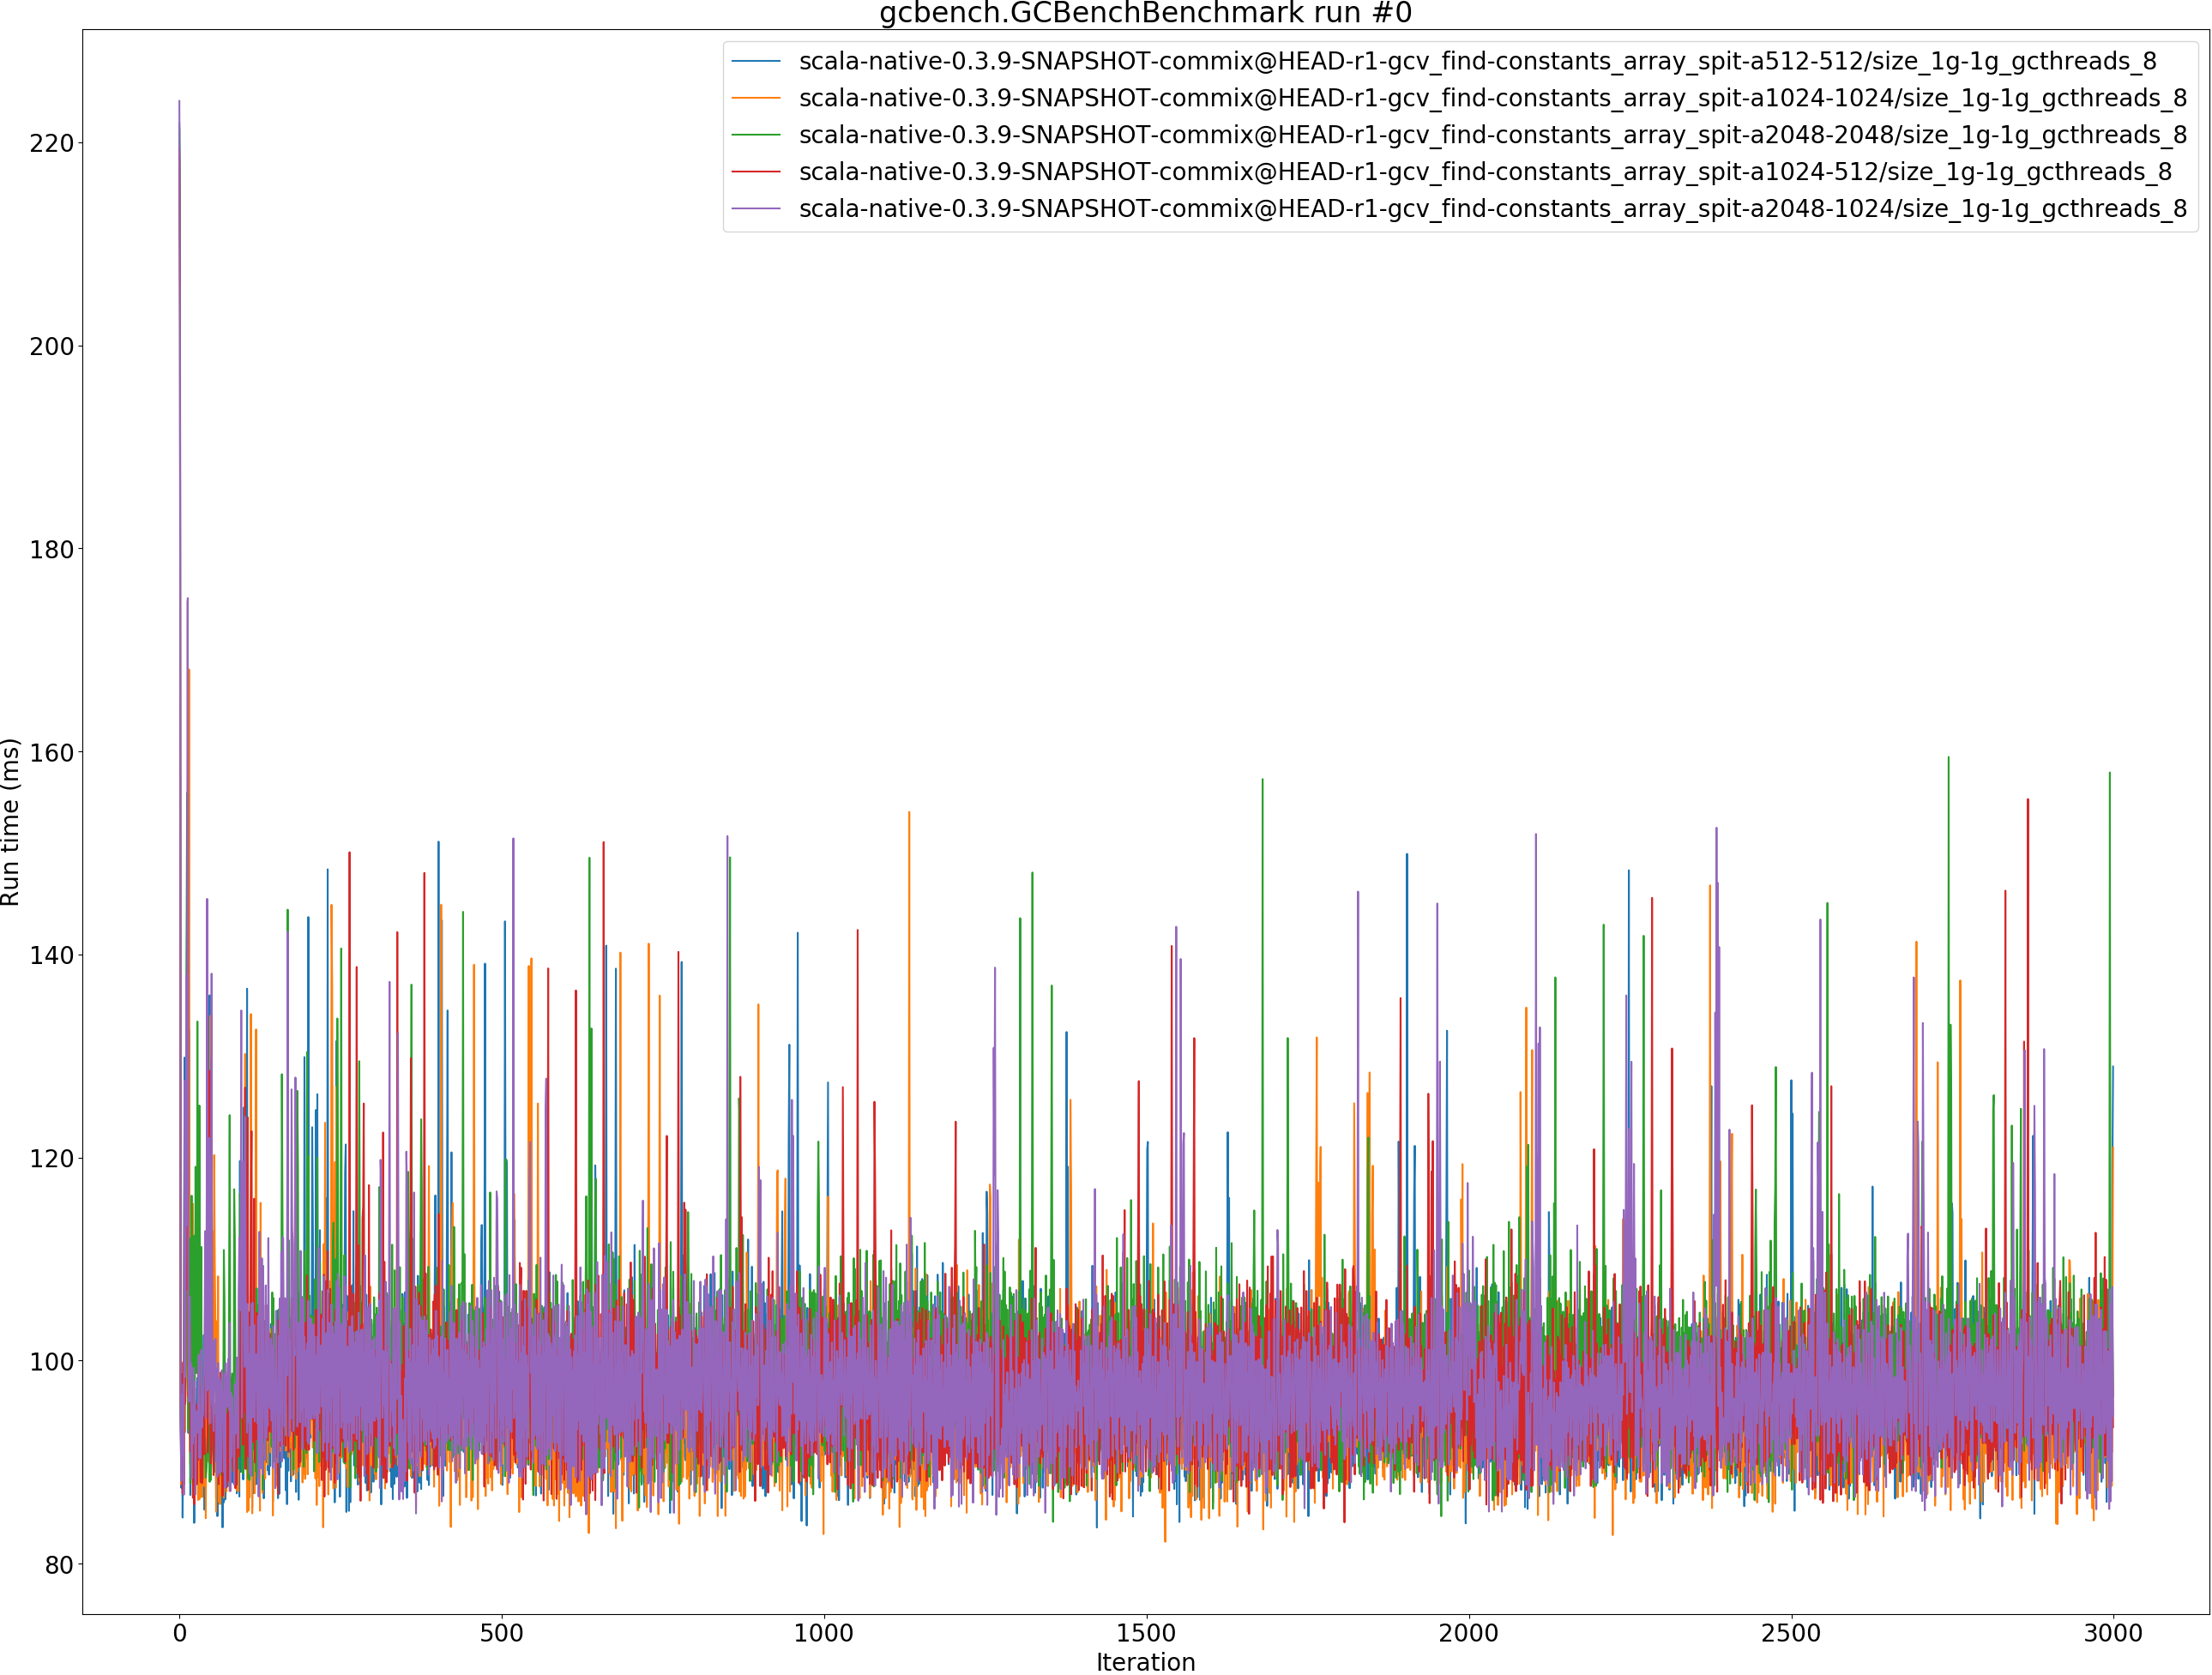 gcbench.GCBenchBenchmark run #0
scala-native-0.3.9-SNAPSHOT-commix@HEAD-r1-gcv_find-constants_array_spit-a512-512/size_1g-1g_gcthreads_8
scala-native-0.3.9-SNAPSHOT-commix@HEAD-r1-gcv_find-constants_array_spit-a1024-1024/size_1g-1g_gcthreads_8
scala-native-0.3.9-SNAPSHOT-commix@HEAD-r1-gcv_find-constants_array_spit-a2048-2048/size_1g-1g_gcthreads_8
scala-native-0.3.9-SNAPSHOT-commix@HEAD-r1-gcv_find-constants_array_spit-a1024-512/size_1g-1g_gcthreads_8
scala-native-0.3.9-SNAPSHOT-commix@HEAD-r1-gcv_find-constants_array_spit-a2048-1024/size_1g-1g_gcthreads_8
Run time (ms)
220
200
180
160
140
120
100
80
0 500 1000 1500 2000 2500 3000
Iteration